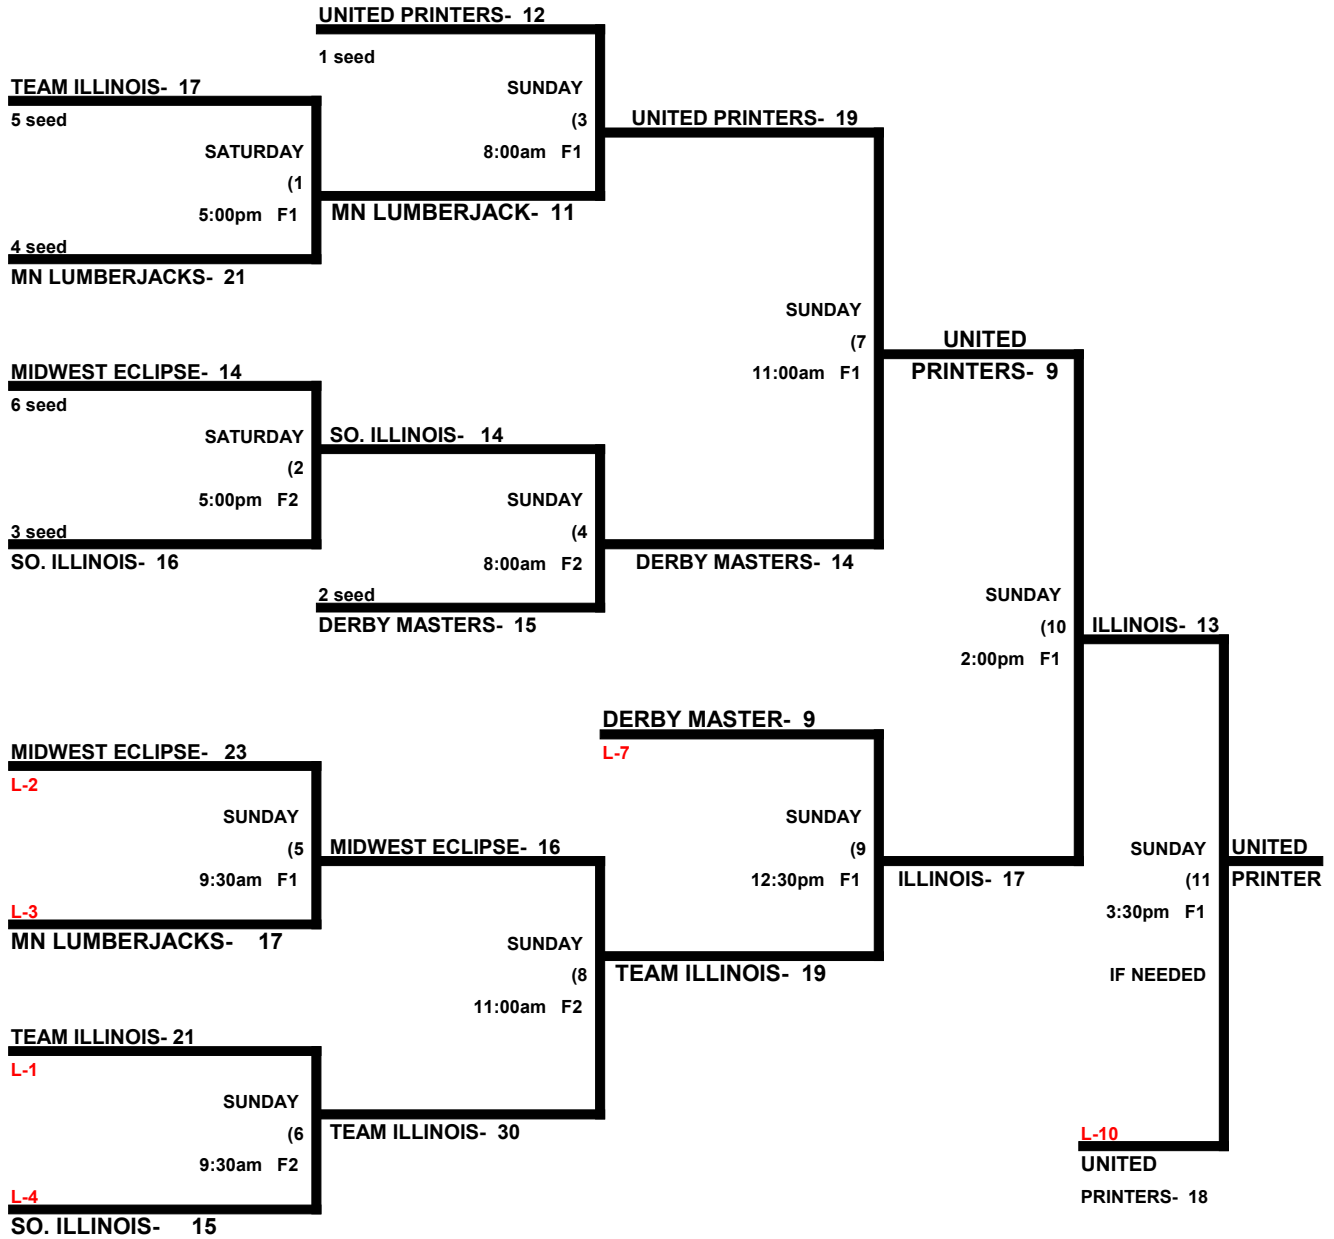 UNITED PRINTERS- 12
1 seed
TEAM ILLINOIS- 17
5 seed
SUNDAY
(3
8:00am F1
UNITED PRINTERS- 19
SATURDAY
(1
5:00pm F1
MN LUMBERJACK- 11
4 seed
MN LUMBERJACKS- 21
SUNDAY
(7
11:00am F1
UNITED
PRINTERS- 9
MIDWEST ECLIPSE- 14
6 seed
SATURDAY
(2
5:00pm F2
SO. ILLINOIS- 14
3 seed
SO. ILLINOIS- 16
SUNDAY
(4
8:00am F2
DERBY MASTERS- 14
2 seed
DERBY MASTERS- 15
SUNDAY
(10
2:00pm F1
ILLINOIS- 13
DERBY MASTER- 9
L-7
MIDWEST ECLIPSE- 23
L-2
SUNDAY
(5
9:30am F1
MIDWEST ECLIPSE- 16
L-3
MN LUMBERJACKS- 17
SUNDAY
(9
12:30pm F1
ILLINOIS- 17
SUNDAY
(11
3:30pm F1
IF NEEDED
UNITED
PRINTER
SUNDAY
(8
11:00am F2
TEAM ILLINOIS- 19
TEAM ILLINOIS- 21
L-1
SUNDAY
(6
9:30am F2
TEAM ILLINOIS- 30
L-4
SO. ILLINOIS- 15
L-10
UNITED
PRINTERS- 18